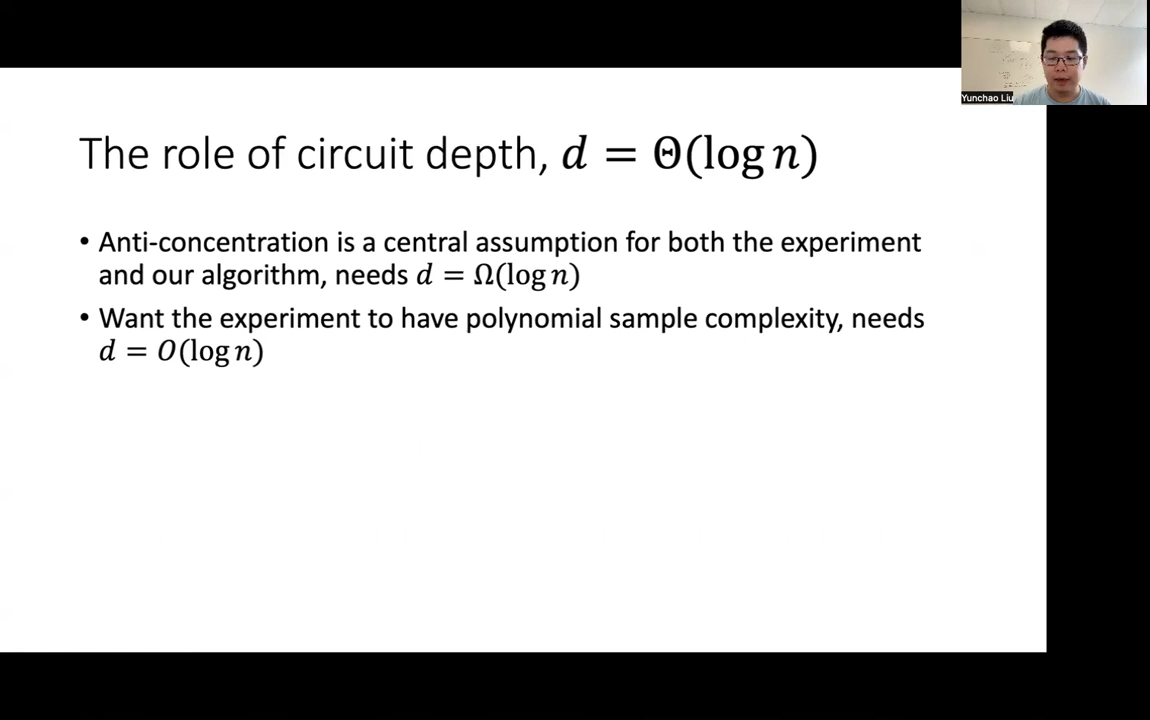 Yunchao Liu
The role of circuit depth, d = Θ(log n)
• Anti-concentration is a central assumption for both the experiment
and our algorithm, needs d = Ω(log n)
• Want the experiment to have polynomial sample complexity, needs
d = O(log n)